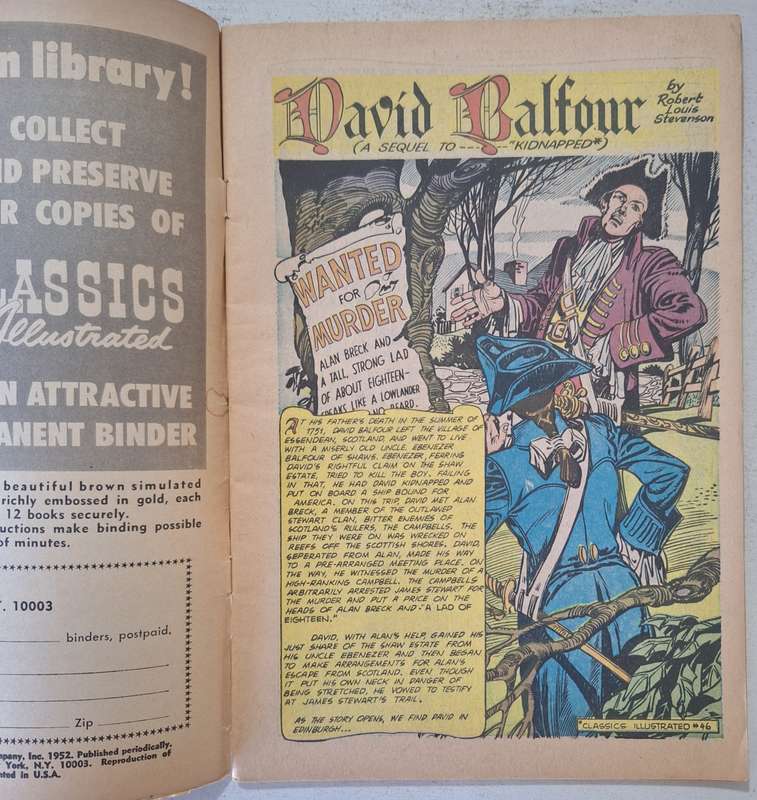 n library!
COLLECT
ND PRESERVE
R COPIES OF
LASSICS
Illustrated
N ATTRACTIVE
ANENT BINDER
beautiful brown simulated
richly embossed in gold, each
12 books securely.
uctions make binding possible
of minutes.
Y. 10003
binders, postpaid.
Zip
mpany, Inc. 1952. Published periodically.
York, N.Y. 10003. Reproduction of
nted in U.S.A.
David Balfour
by
Robert
Louis
Stevenson
(A SEQUEL TO ---- "KIDNAPPED*)
WANTED
FOR
MURDER
ALAN BRECK AND
A TALL, STRONG LAD
OF ABOUT EIGHTEEN-
SPEAKS LIKE A LOWLANDER
NO BEARD.
AT HIS FATHER'S DEATH IN THE SUMMER OF
1751, DAVID BALFOUR LEFT THE VILLAGE OF
ESSENDEAN, SCOTLAND, AND WENT TO LIVE
WITH A MISERLY OLD UNCLE, EBENEZER
BALFOUR OF SHAWS. EBENEZER, FERRING
DAVID'S RIGHTFUL CLAIM ON THE SHAW
ESTATE, TRIED TO KILL THE BOY. FAILING
IN THAT, HE HAD DAVID KIDNAPPED AND
PUT ON BOARD A SHIP BOUND FOR
AMERICA. ON THIS TRIP, DAVID MET ALAN
BRECK, A MEMBER OF THE OUTLAWED
STEWART CLAN, BITTER ENEMIES OF
SCOTLAND'S RULERS, THE CAMPBELLS. THE
SHIP THEY WERE ON WAS WRECKED ON
REEFS OFF THE SCOTTISH SHORES. DAVID,
SEPERATED FROM ALAN, MADE HIS WAY
TO A PRE-ARRANGED MEETING PLACE. ON
THE WAY, HE WITNESSED THE MURDER OF A
HIGH-RANKING CAMPBELL. THE CAMPBELLS
ARBITRARILY ARRESTED JAMES STEWART FOR
THE MURDER AND PUT A PRICE ON THE
HEADS OF ALAN BRECK AND "A LAD OF
EIGHTEEN."
DAVID, WITH ALAN'S HELP, GAINED HIS
JUST SHARE OF THE SHAW ESTATE FROM
HIS UNCLE EBENEZER AND THEN BEGAN
TO MAKE ARRANGEMENTS FOR ALAN'S
ESCAPE FROM SCOTLAND. EVEN THOUGH
IT PUT HIS OWN NECK IN DANGER OF
BEING STRETCHED, HE VOWED TO TESTIFY
AT JAMES STEWART'S TRAIL.
AS THE STORY OPENS, WE FIND DAVID IN
EDINBURGH...
*CLASSICS ILLUSTRATED #46